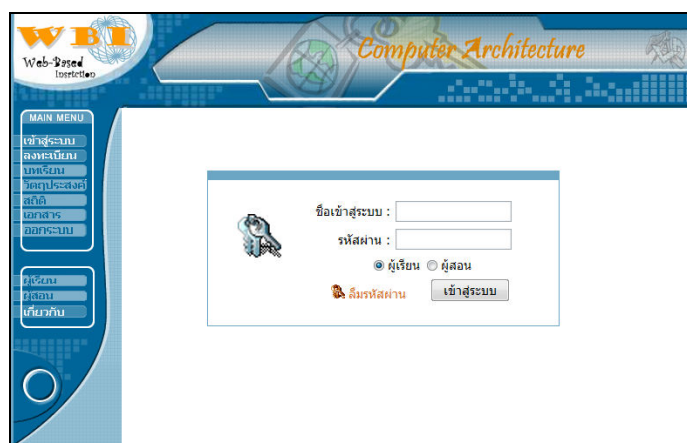 WBI
Web-Based
Insrtction
Computer Architecture
MAIN MENU
เข้าสู่ระบบ
ลงทะเบียน
บทเรียน
วัตถุประสงค์
สถิติ
เอกสาร
ออกระบบ
ผู้เรียน
ผู้สอน
เกี่ยวกับ
ชื่อเข้าสู่ระบบ :
รหัสผ่าน :
ผู้เรียน ผู้สอน
ลืมรหัสผ่าน เข้าสู่ระบบ